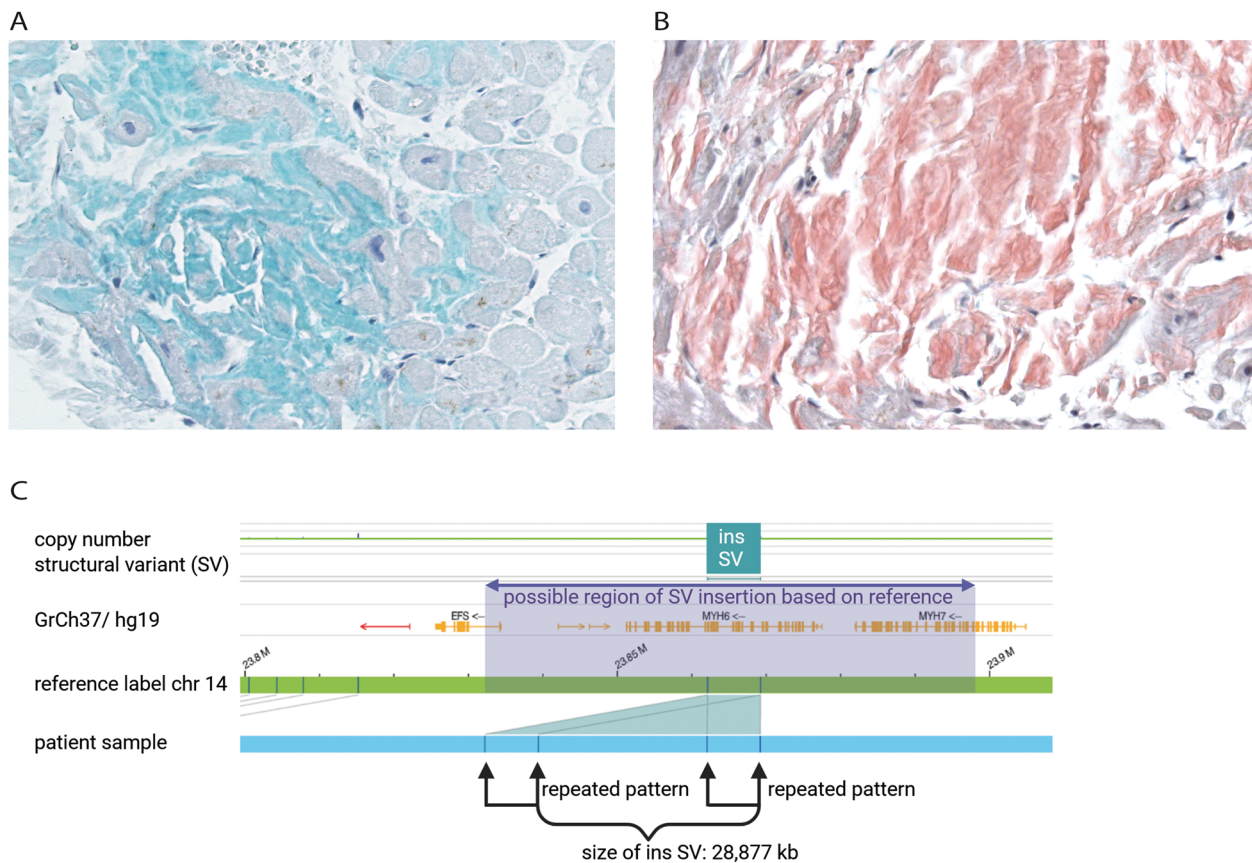 A
B
C
copy number
structural variant (SV)
ins
SV
possible region of SV insertion based on reference
GrCh37/ hg19
EFS <--
MYH6 <--
MYH7 <--
23.8 M
23.85 M
23.9 M
reference label chr 14
patient sample
repeated pattern
repeated pattern
size of ins SV: 28,877 kb